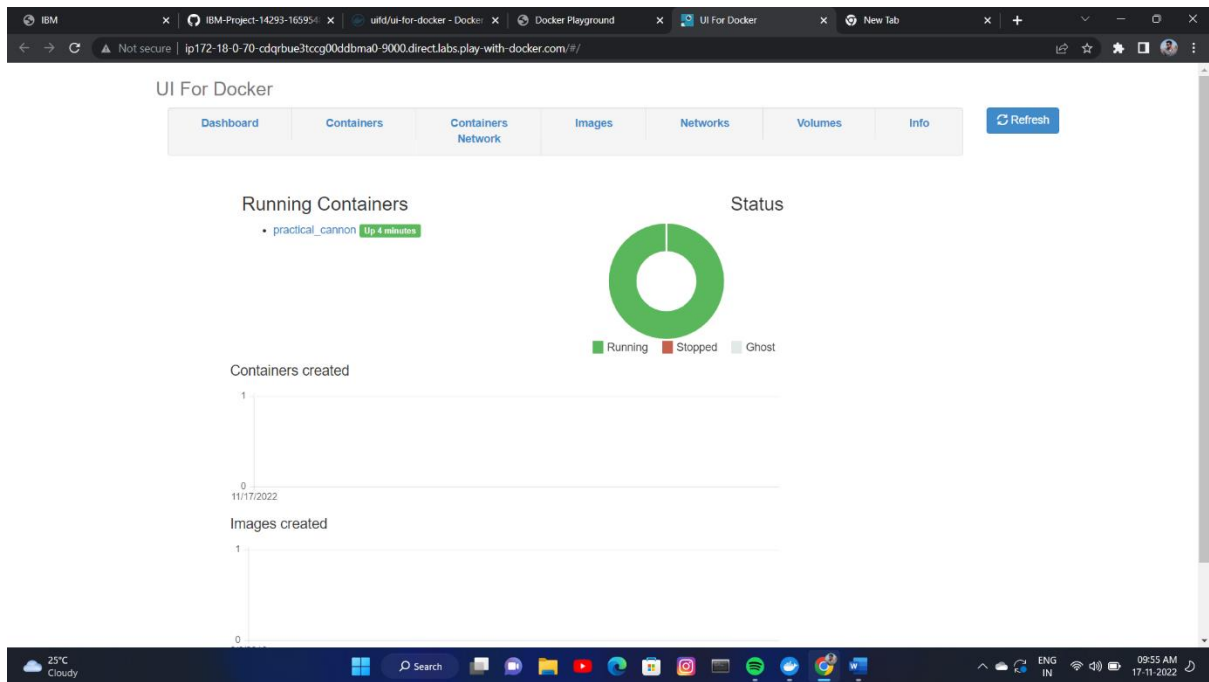 IBM
IBM-Project-14293-165954
uifd/ui-for-docker - Docker
Docker Playground
UI For Docker
New Tab
Not secure | ip172-18-0-70-cdqrbue3tccg00ddbma0-9000.direct.labs.play-with-docker.com/#/
UI For Docker
Dashboard Containers Containers Network Images Networks Volumes Info Refresh
Running Containers
practical_cannon Up 4 minutes
Status
Running Stopped Ghost
Containers created
1
0
11/17/2022
Images created
1
0
25°C
Cloudy
Search
ENG
IN
09:55 AM
17-11-2022